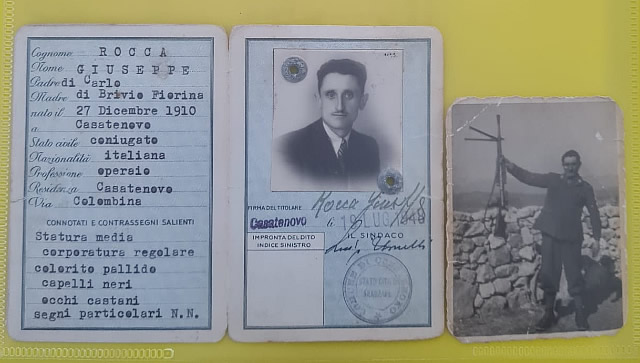 Cognome ROCCA
Nome GIUSEPPE
Padre di Carlo
Madre di Brivio Fiorina
nato il 27 Dicembre 1910
a Casatenovo
Stato civile coniugato
Nazionalità italiana
Professione operaio
Residenza Casatenovo
Via Colombina
CONNOTATI E CONTRASSEGNI SALIENTI
Statura media
corporatura regolare
colorito pallido
capelli neri
occhi castani
segni particolari N.N.
FIRMA DEL TITOLARE Rocca
Casatenovo li 19 LUG 1948
IMPRONTA DEL DITO
INDICE SINISTRO
IL SINDACO